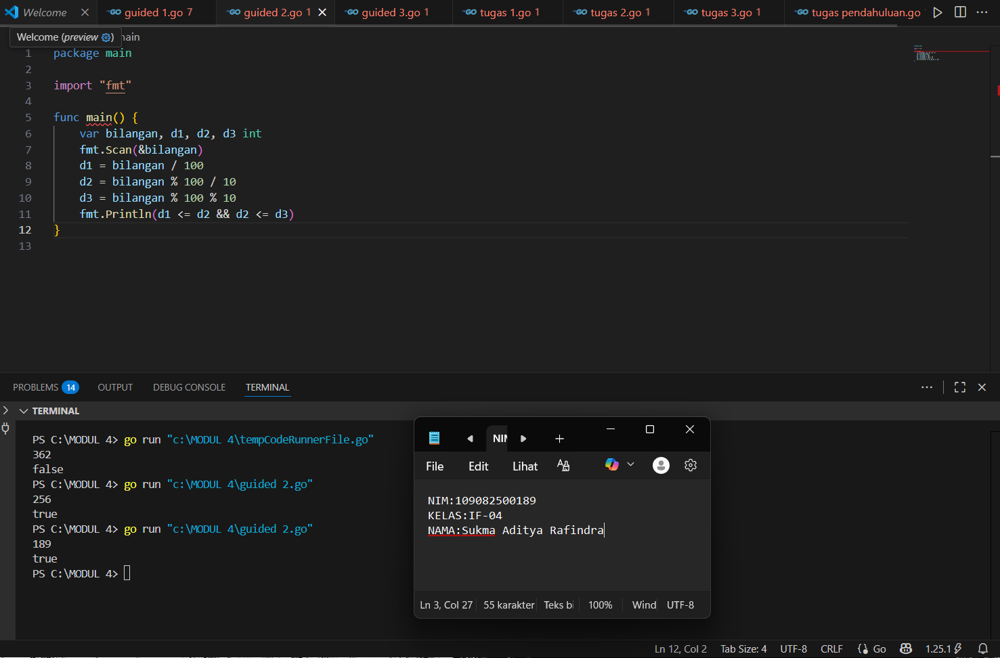 Welcome
guided 1.go 7
guided 2.go 1
guided 3.go 1
tugas 1.go 1
tugas 2.go 1
tugas 3.go 1
tugas pendahuluan.go
Welcome (preview ) main
1 package main
2
3 import "fmt"
4
5 func main() {
6 var bilangan, d1, d2, d3 int
7 fmt.Scan(&bilangan)
8 d1 = bilangan / 100
9 d2 = bilangan % 100 / 10
10 d3 = bilangan % 100 % 10
11 fmt.Println(d1 <= d2 && d2 <= d3)
12 }
13
PROBLEMS 14 OUTPUT DEBUG CONSOLE TERMINAL
TERMINAL
PS C:\MODUL 4> go run "c:\MODUL 4\tempCodeRunnerFile.go"
362
false
PS C:\MODUL 4> go run "c:\MODUL 4\guided 2.go"
256
true
PS C:\MODUL 4> go run "c:\MODUL 4\guided 2.go"
189
true
PS C:\MODUL 4>
NIM
File Edit Lihat
NIM:109082500189
KELAS:IF-04
NAMA:Sukma Aditya Rafindra
Ln 3, Col 27 55 karakter Teks bi 100% Wind UTF-8
Ln 12, Col 2 Tab Size: 4 UTF-8 CRLF Go 1.25.1